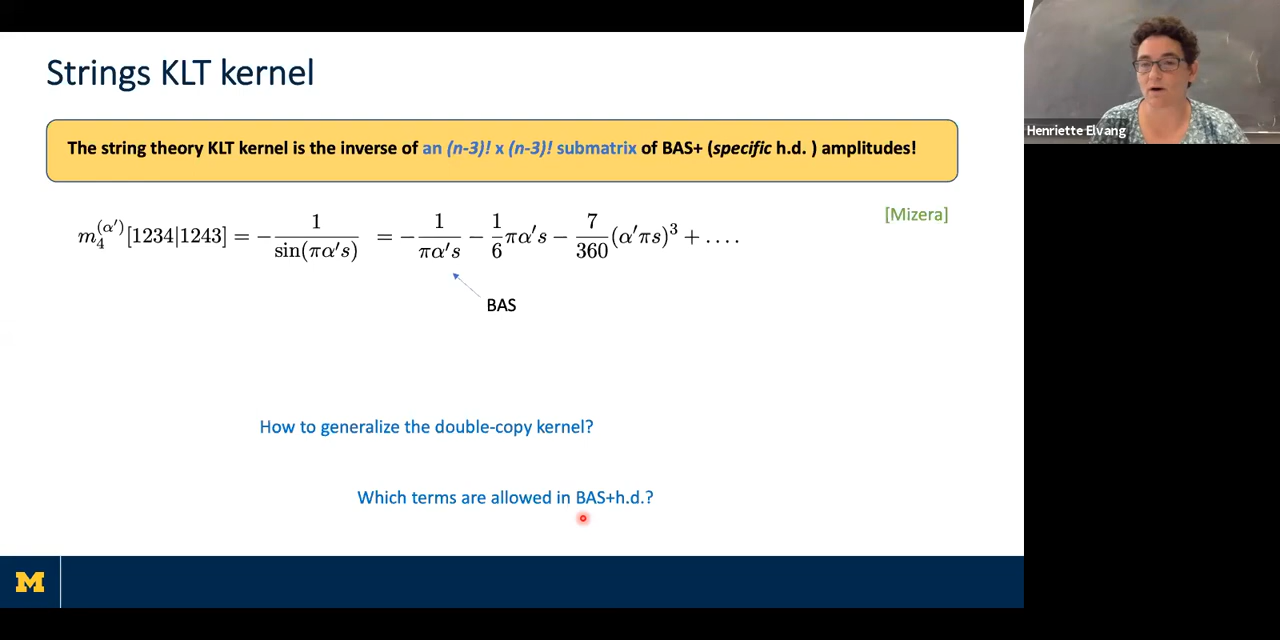 Strings KLT kernel
The string theory KLT kernel is the inverse of an (n-3)! x (n-3)! submatrix of BAS+ (specific h.d. ) amplitudes!
[Mizera]
m_4^{(α′)}[1234|1243] = − 1/sin(πα′s) = − 1/πα′s − 1/6 πα′s − 7/360 (α′πs)^3 + ....
BAS
How to generalize the double-copy kernel?
Which terms are allowed in BAS+h.d.?
M
Henriette Elvang